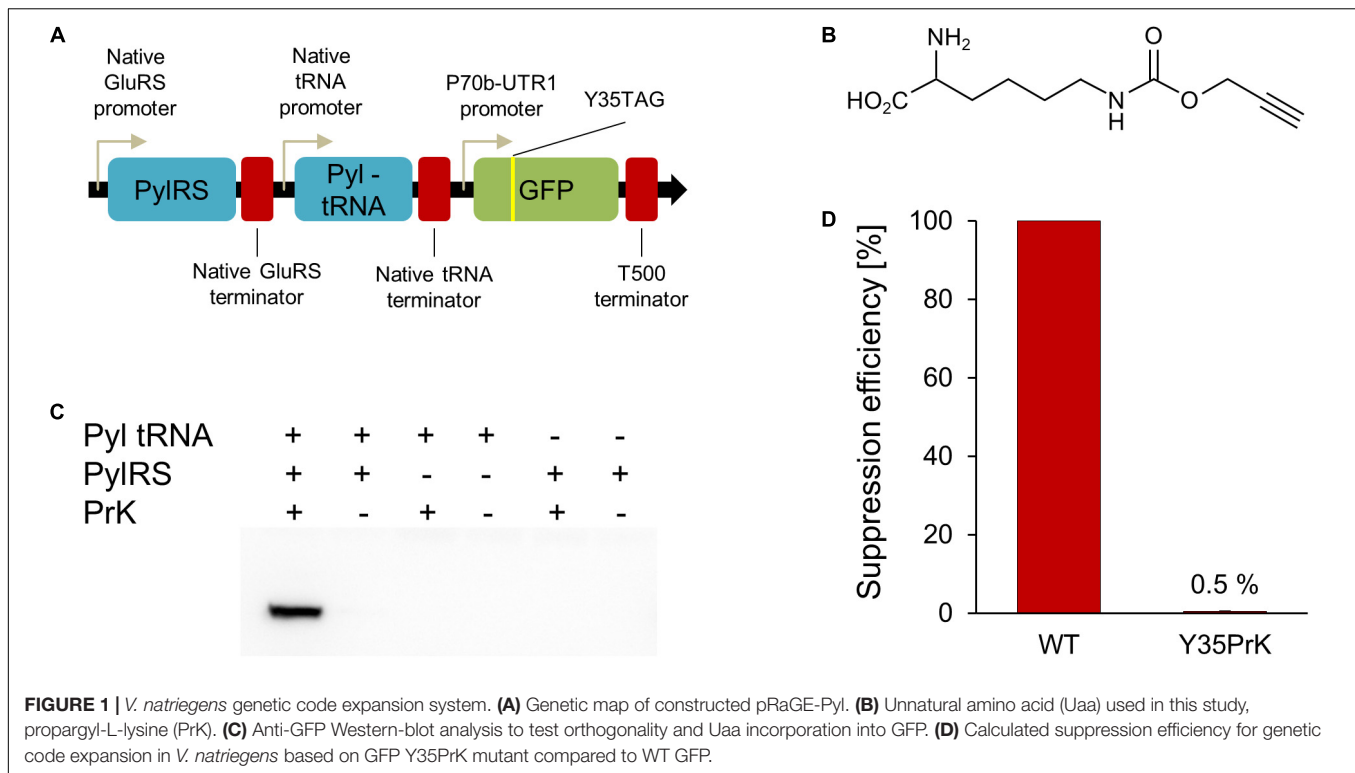 A
Native
GluRS
promoter
Native
tRNA
promoter
P70b-UTR1
promoter
Y35TAG
PylRS
Pyl -
tRNA
GFP
Native GluRS
terminator
Native tRNA
terminator
T500
terminator
B
NH2
HO2C
N
H
O
O
C
Pyl tRNA + + + + - -
PylRS + + - - + +
PrK + - + - + -
D
Suppression efficiency [%]
100
80
60
40
20
0
0.5 %
WT
Y35PrK
FIGURE 1 | V. natriegens genetic code expansion system. (A) Genetic map of constructed pRaGE-Pyl. (B) Unnatural amino acid (Uaa) used in this study,
propargyl-L-lysine (PrK). (C) Anti-GFP Western-blot analysis to test orthogonality and Uaa incorporation into GFP. (D) Calculated suppression efficiency for genetic
code expansion in V. natriegens based on GFP Y35PrK mutant compared to WT GFP.